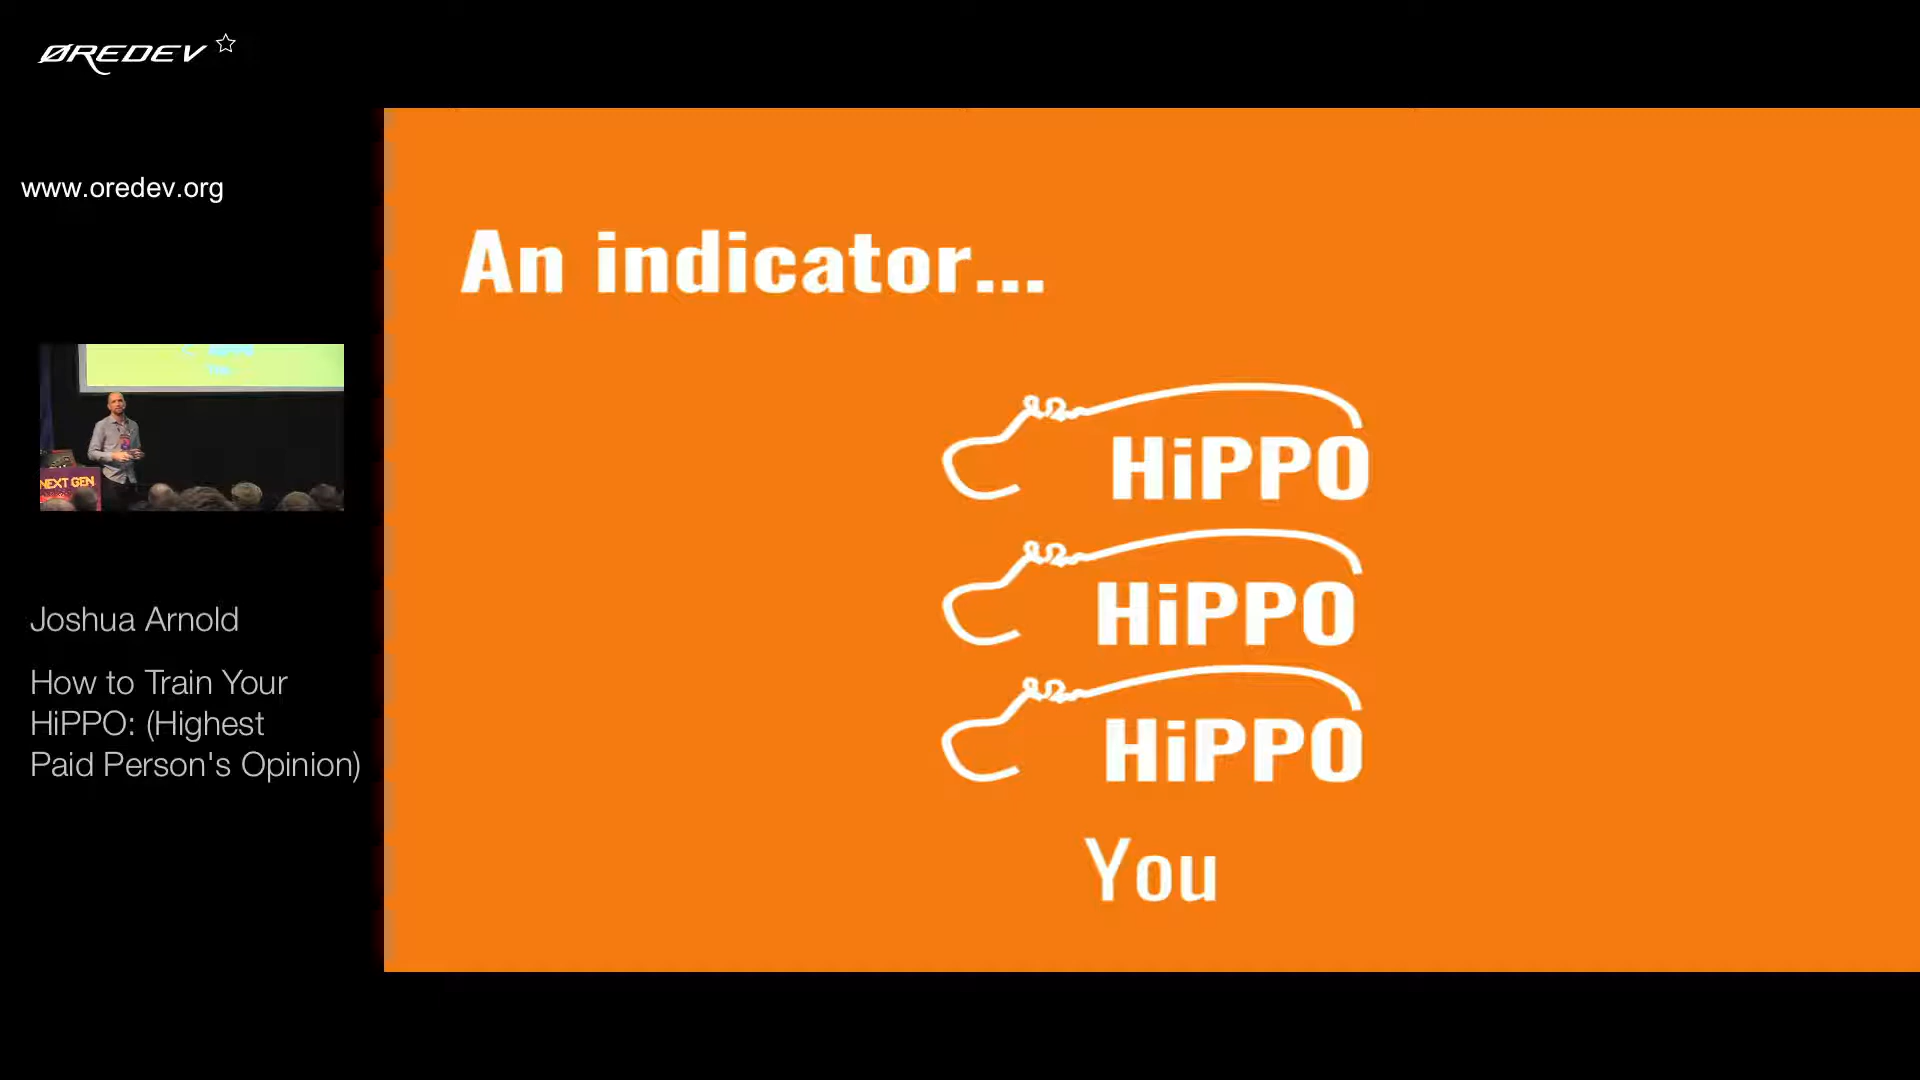 ØREDEV
www.oredev.org
An indicator...
HiPPO
HiPPO
HiPPO
You
NEXT GEN
Joshua Arnold
How to Train Your
HiPPO: (Highest
Paid Person's Opinion)